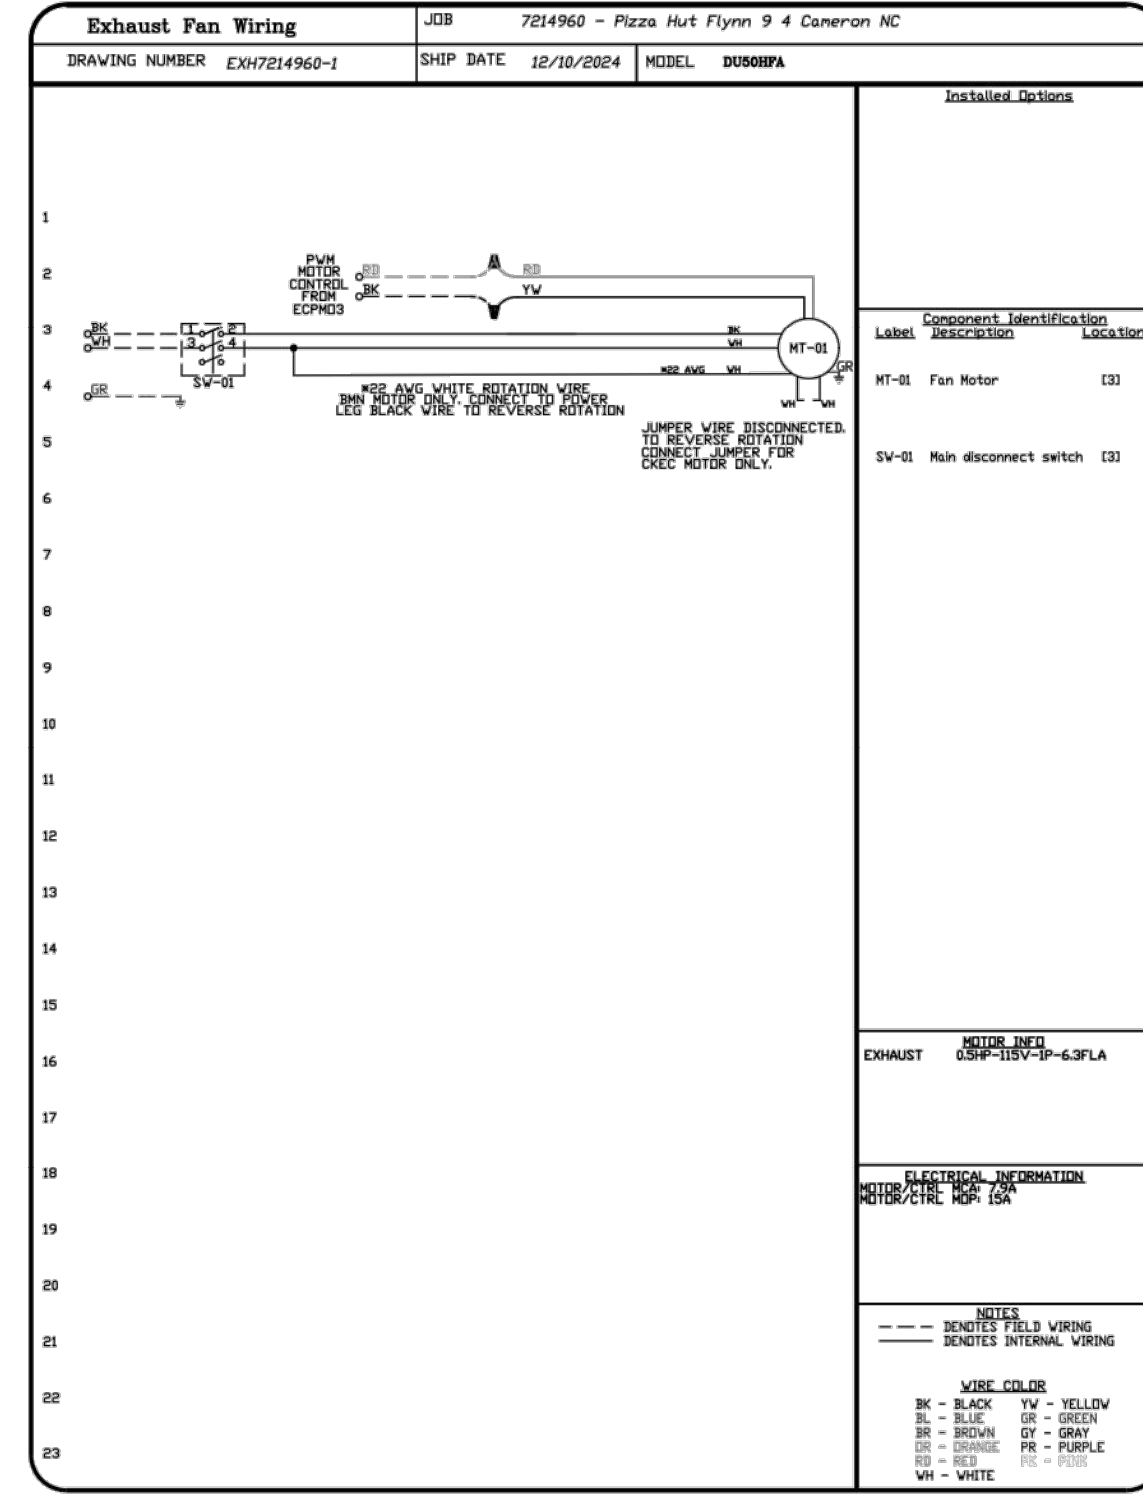 Exhaust Fan Wiring
JOB 7214960 - Pizza Hut Flynn 9 4 Cameron NC
DRAWING NUMBER EXH7214960-1
SHIP DATE 12/10/2024
MODEL DU50HFA
Installed Options
1
2
3
4
5
6
7
8
9
10
11
12
13
14
15
16
17
18
19
20
21
22
23
PWM
MOTOR
CONTROL
FROM
ECPM03
RD
BK
RD
YW
BK
WH
1 2
3 4
SW-01
GR
BK
WH
*22 AWG WH
MT-01
GR
WH WH
*22 AWG WHITE ROTATION WIRE
BMN MOTOR ONLY. CONNECT TO POWER
LEG BLACK WIRE TO REVERSE ROTATION
JUMPER WIRE DISCONNECTED.
TO REVERSE ROTATION
CONNECT JUMPER FOR
CKEC MOTOR ONLY.
Component Identification
Label Description Location
MT-01 Fan Motor [3]
SW-01 Main disconnect switch [3]
MOTOR INFO
EXHAUST 0.5HP-115V-1P-6.3FLA
ELECTRICAL INFORMATION
MOTOR/CTRL MCA: 7.9A
MOTOR/CTRL MOP: 15A
NOTES
DENOTES FIELD WIRING
DENOTES INTERNAL WIRING
WIRE COLOR
BK - BLACK YW - YELLOW
BL - BLUE GR - GREEN
BR - BROWN GY - GRAY
OR - ORANGE PR - PURPLE
RD - RED PK - PINK
WH - WHITE